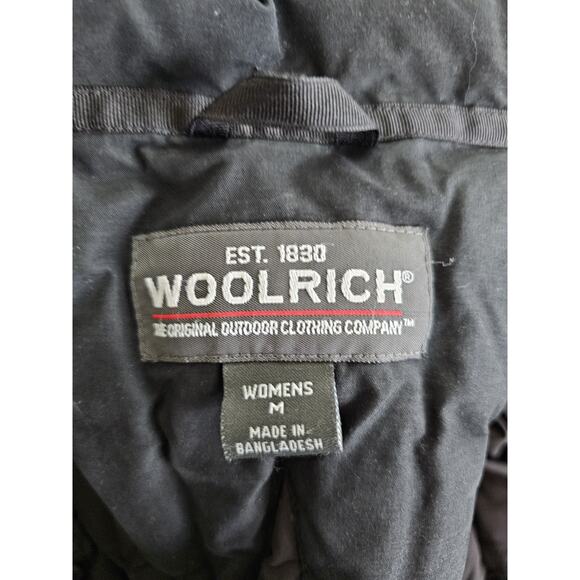 EST. 1830
WOOLRICH®
THE ORIGINAL OUTDOOR CLOTHING COMPANY™
WOMENS
M
MADE IN
BANGLADESH